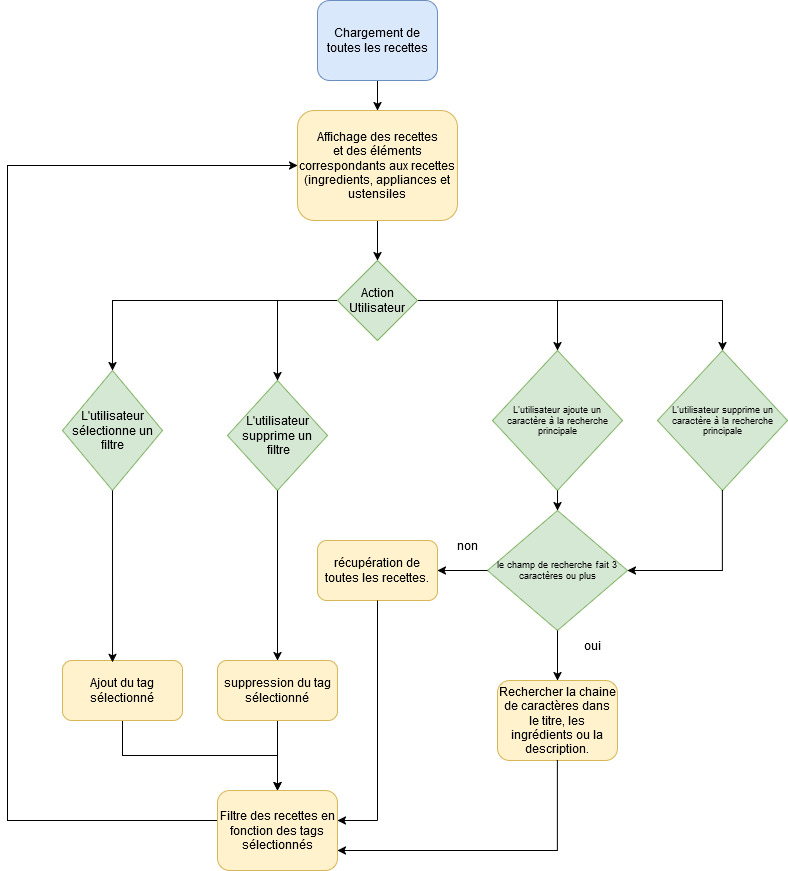 Chargement de
toutes les recettes
Affichage des recettes
et des éléments
correspondants aux recettes
(ingredients, appliances et
ustensiles
Action
Utilisateur
L'utilisateur
sélectionne un
filtre
L'utilisateur
supprime un
filtre
L'utilisateur ajoute un
caractère à la recherche
principale
L'utilisateur supprime un
caractère à la recherche
principale
le champ de recherche fait 3
caractères ou plus
non
récupération de
toutes les recettes.
oui
Ajout du tag
sélectionné
suppression du tag
sélectionné
Rechercher la chaine
de caractères dans
le titre, les
ingrédients ou la
description.
Filtre des recettes en
fonction des tags
sélectionnés